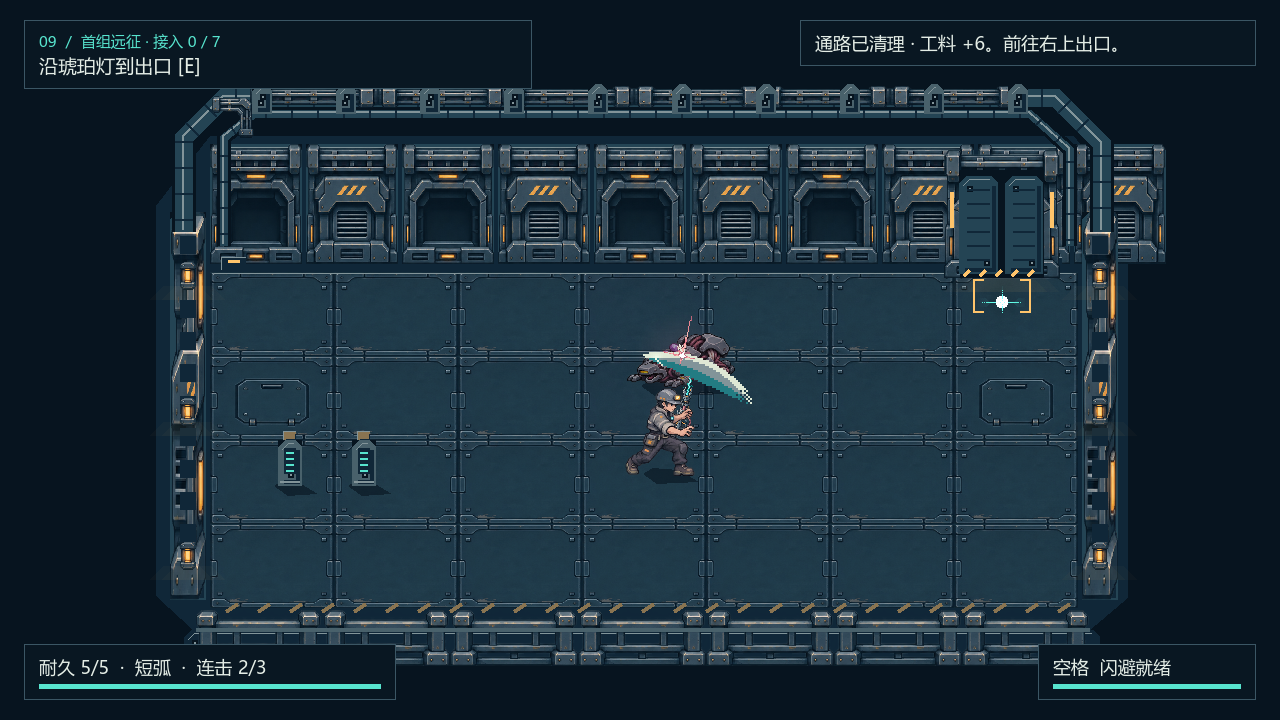 09 / 首组远征 · 接入 0 / 7
沿琥珀灯到出口 [E]
通路已清理 · 工料 +6。前往右上出口。
耐久 5/5 · 短弧 · 连击 2/3
空格 闪避就绪